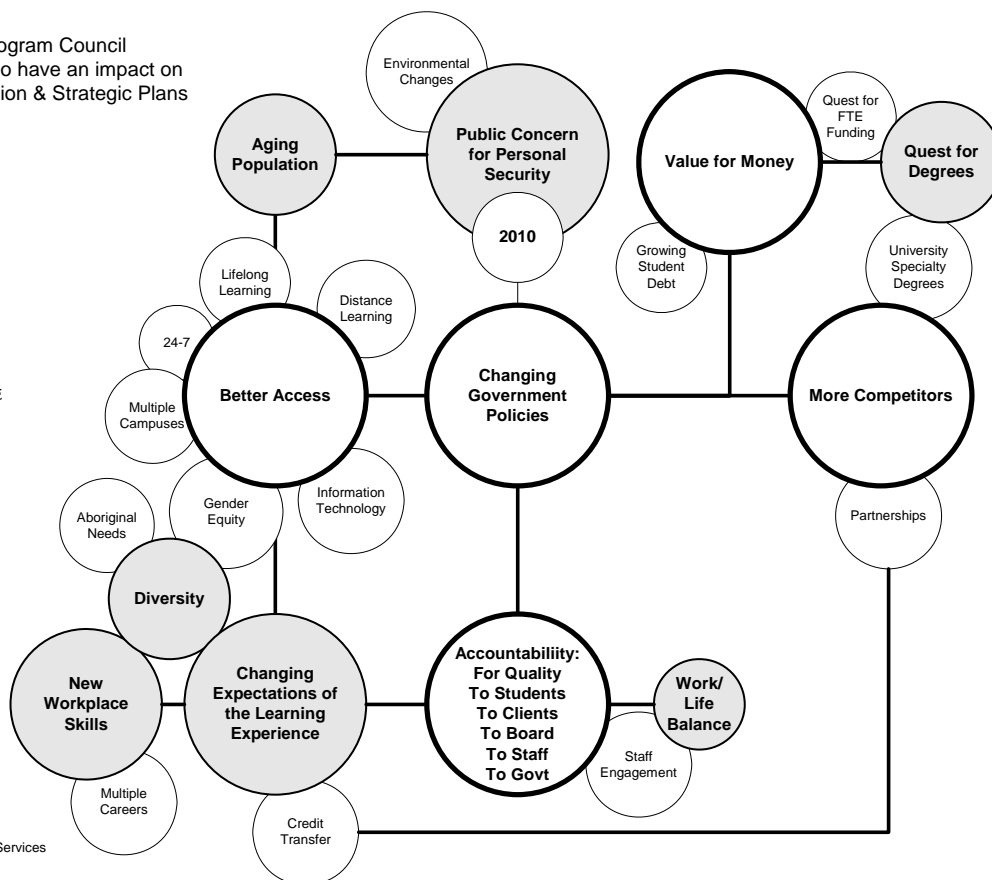 ogram Council
o have an impact on
ion & Strategic Plans
Environmental
Changes
Aging
Population
Public Concern
for Personal
Security
2010
Value for Money
Quest for
FTE
Funding
Quest for
Degrees
Growing
Student
Debt
University
Specialty
Degrees
Lifelong
Learning
Distance
Learning
24-7
Multiple
Campuses
Better Access
Changing
Government
Policies
More Competitors
Gender
Equity
Information
Technology
Aboriginal
Needs
Partnerships
Diversity
New
Workplace
Skills
Changing
Expectations of
the Learning
Experience
Accountabiliity:
For Quality
To Students
To Clients
To Board
To Staff
To Govt
Work/
Life
Balance
Staff
Engagement
Multiple
Careers
Credit
Transfer
Services